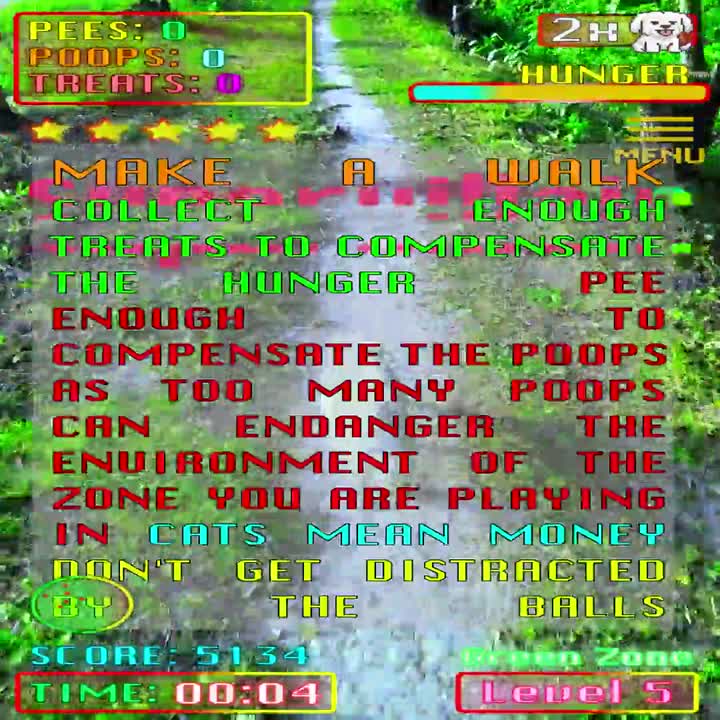 PEES: 0
POOPS: 0
TREATS: 0
2H
HUNGER
MENU
MAKE A WALK
COLLECT ENOUGH
TREATS TO COMPENSATE
THE HUNGER PEE
ENOUGH TO
COMPENSATE THE POOPS
AS TOO MANY POOPS
CAN ENDANGER THE
ENVIRONMENT OF THE
ZONE YOU ARE PLAYING
IN CATS MEAN MONEY
DON'T GET DISTRACTED
BY THE BALLS
SCORE: 5134
Green Zone
TIME: 00:04
Level 5